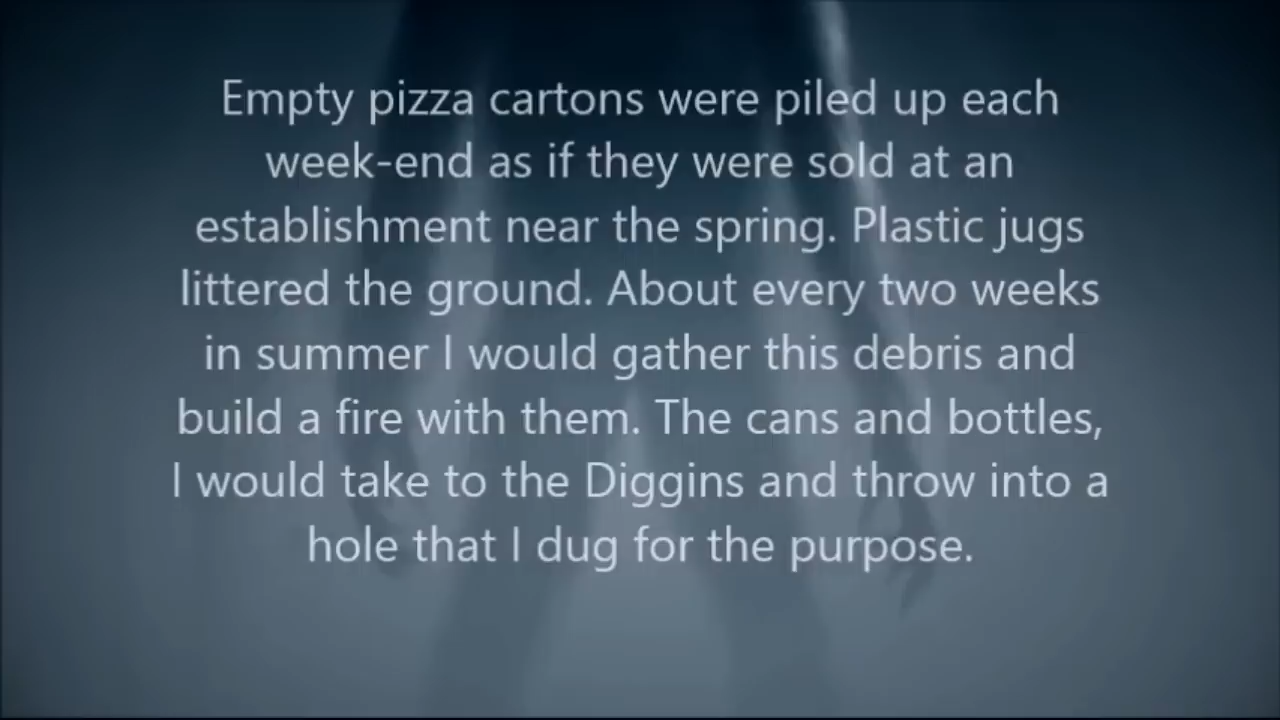 Empty pizza cartons were piled up each
week-end as if they were sold at an
establishment near the spring. Plastic jugs
littered the ground. About every two weeks
in summer I would gather this debris and
build a fire with them. The cans and bottles,
I would take to the Diggins and throw into a
hole that I dug for the purpose.